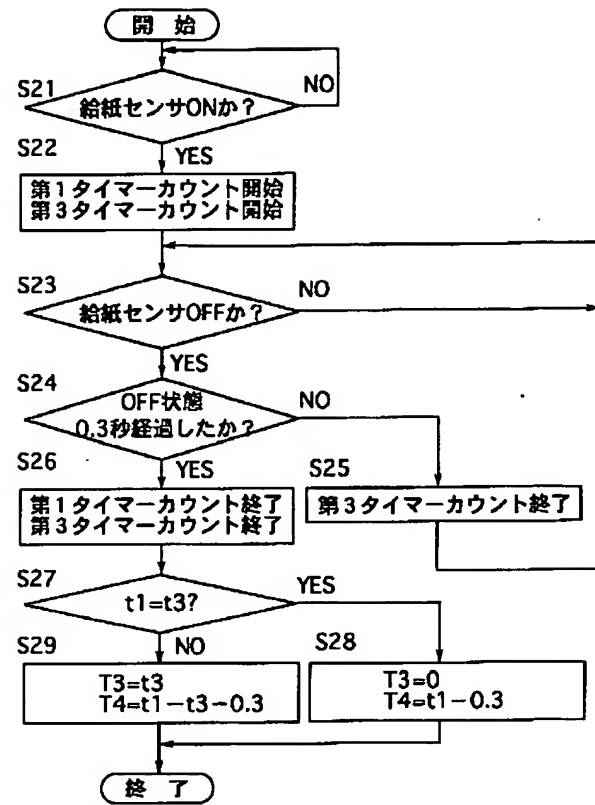 開 始
S21
NO
給紙センサONか？
S22
YES
第1タイマーカウント開始
第3タイマーカウント開始
S23
NO
給紙センサOFFか？
YES
S24
NO
OFF状態
0.3秒経過したか？
S26
YES
S25
第1タイマーカウント終了
第3タイマーカウント終了
第3タイマーカウント終了
S27
YES
t1=t3?
S29
NO
S28
T3=t3
T4=t1-t3-0.3
T3=0
T4=t1-0.3
終 了